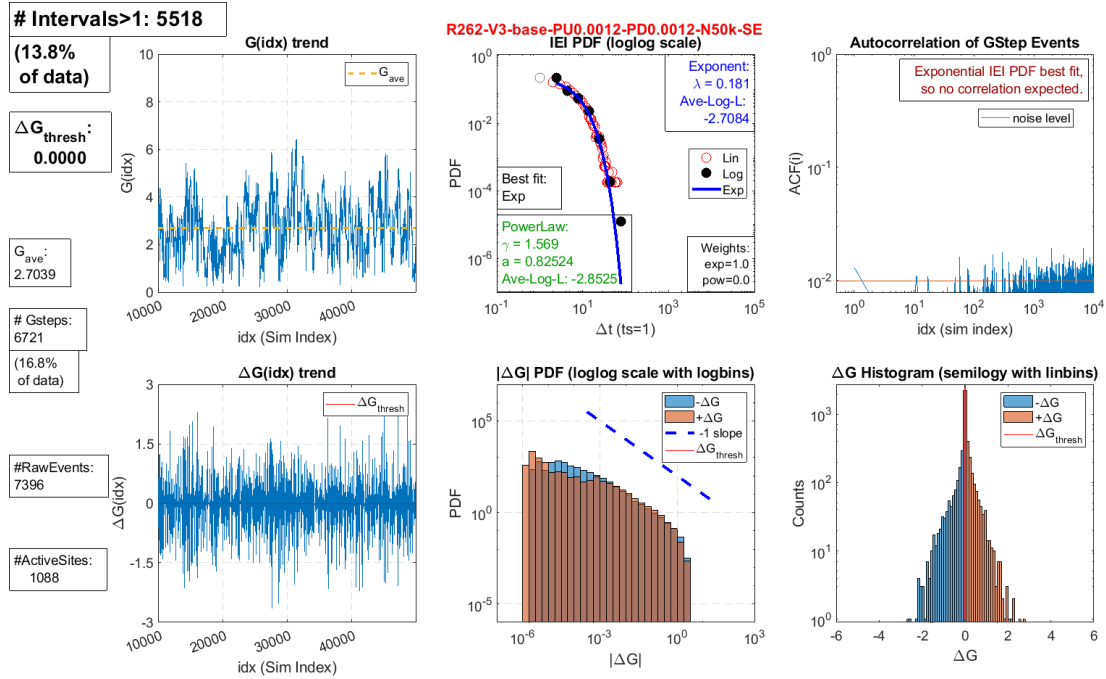 # Intervals>1: 5518
(13.8%
of data)
ΔG_thresh:
0.0000
G_ave:
2.7039
# Gsteps:
6721
(16.8%
of data)
#RawEvents:
7396
#ActiveSites:
1088
G(idx) trend
G(idx)
10
8
6
4
2
0
G_ave
10000
20000
30000
40000
idx (Sim Index)
R262-V3-base-PU0.0012-PD0.0012-N50k-SE
IEI PDF (loglog scale)
PDF
10^0
10^-2
10^-4
10^-6
Exponent:
λ = 0.181
Ave-Log-L:
-2.7084
Lin
Log
Exp
Best fit:
Exp
PowerLaw:
γ = 1.569
a = 0.82524
Ave-Log-L: -2.8525
Weights:
exp=1.0
pow=0.0
10^-1
10^1
10^3
10^5
Δt (ts=1)
Autocorrelation of GStep Events
ACF(i)
10^0
10^-1
10^-2
Exponential IEI PDF best fit,
so no correlation expected.
noise level
10^0
10^1
10^2
10^3
10^4
idx (sim index)
ΔG(idx) trend
ΔG(idx)
3
1.5
0
-1.5
-3
ΔG_thresh
10000
20000
30000
40000
idx (Sim Index)
|ΔG| PDF (loglog scale with logbins)
PDF
10^5
10^0
10^-5
-ΔG
+ΔG
-1 slope
ΔG_thresh
10^-6
10^-3
10^0
10^3
|ΔG|
ΔG Histogram (semilogy with linbins)
Counts
10^3
10^2
10^1
10^0
-ΔG
+ΔG
ΔG_thresh
-6
-4
-2
0
2
4
6
ΔG